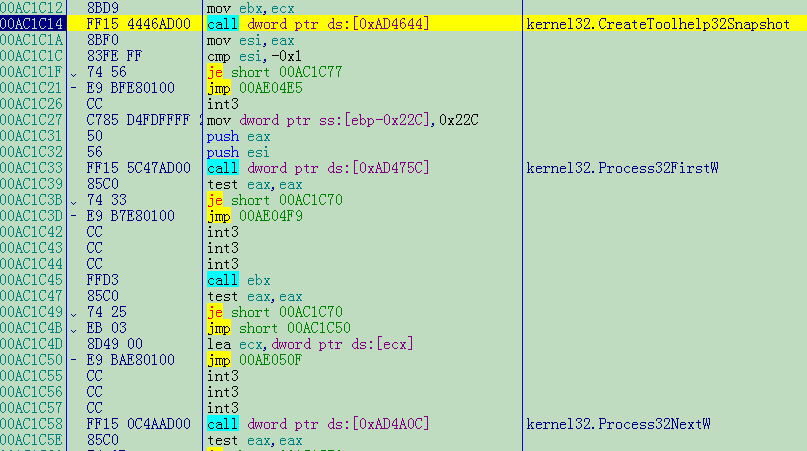 00AC1C12 8BD9 mov ebx,ecx
00AC1C14 FF15 4446AD00 call dword ptr ds:[0xAD4644] kernel32.CreateToolhelp32Snapshot
00AC1C1A 8BF0 mov esi,eax
00AC1C1C 83FE FF cmp esi,-0x1
00AC1C1F 74 56 je short 00AC1C77
00AC1C21 - E9 BFE80100 jmp 00AE04E5
00AC1C26 CC int3
00AC1C27 C785 D4FDFFFF mov dword ptr ss:[ebp-0x22C],0x22C
00AC1C31 50 push eax
00AC1C32 56 push esi
00AC1C33 FF15 5C47AD00 call dword ptr ds:[0xAD475C] kernel32.Process32FirstW
00AC1C39 85C0 test eax,eax
00AC1C3B 74 33 je short 00AC1C70
00AC1C3D - E9 B7E80100 jmp 00AE04F9
00AC1C42 CC int3
00AC1C43 CC int3
00AC1C44 CC int3
00AC1C45 FFD3 call ebx
00AC1C47 85C0 test eax,eax
00AC1C49 74 25 je short 00AC1C70
00AC1C4B EB 03 jmp short 00AC1C50
00AC1C4D 8D49 00 lea ecx,dword ptr ds:[ecx]
00AC1C50 - E9 BAE80100 jmp 00AE050F
00AC1C55 CC int3
00AC1C56 CC int3
00AC1C57 CC int3
00AC1C58 FF15 0C4AAD00 call dword ptr ds:[0xAD4A0C] kernel32.Process32NextW
00AC1C5E 85C0 test eax,eax